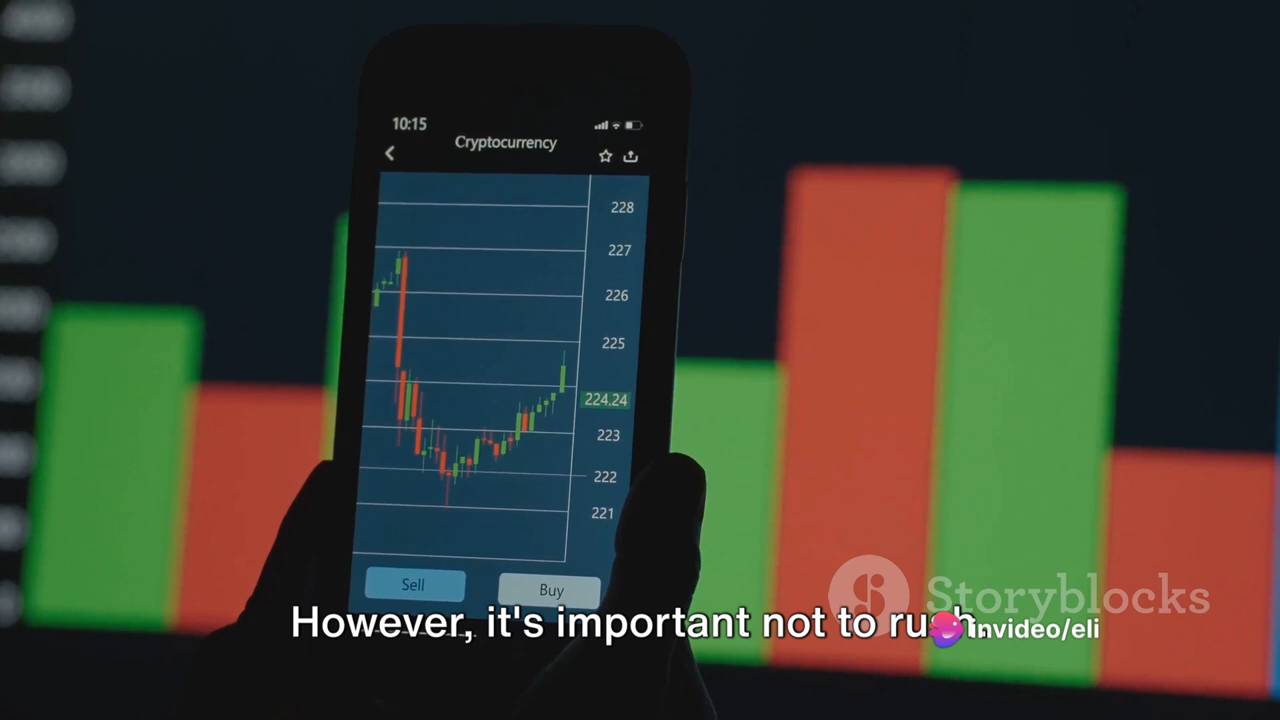 10:15
Cryptocurrency
228
227
226
225
224.24
223
222
221
Sell
Buy
Storyblocks
However, it's important not to rush.
invideo/eli